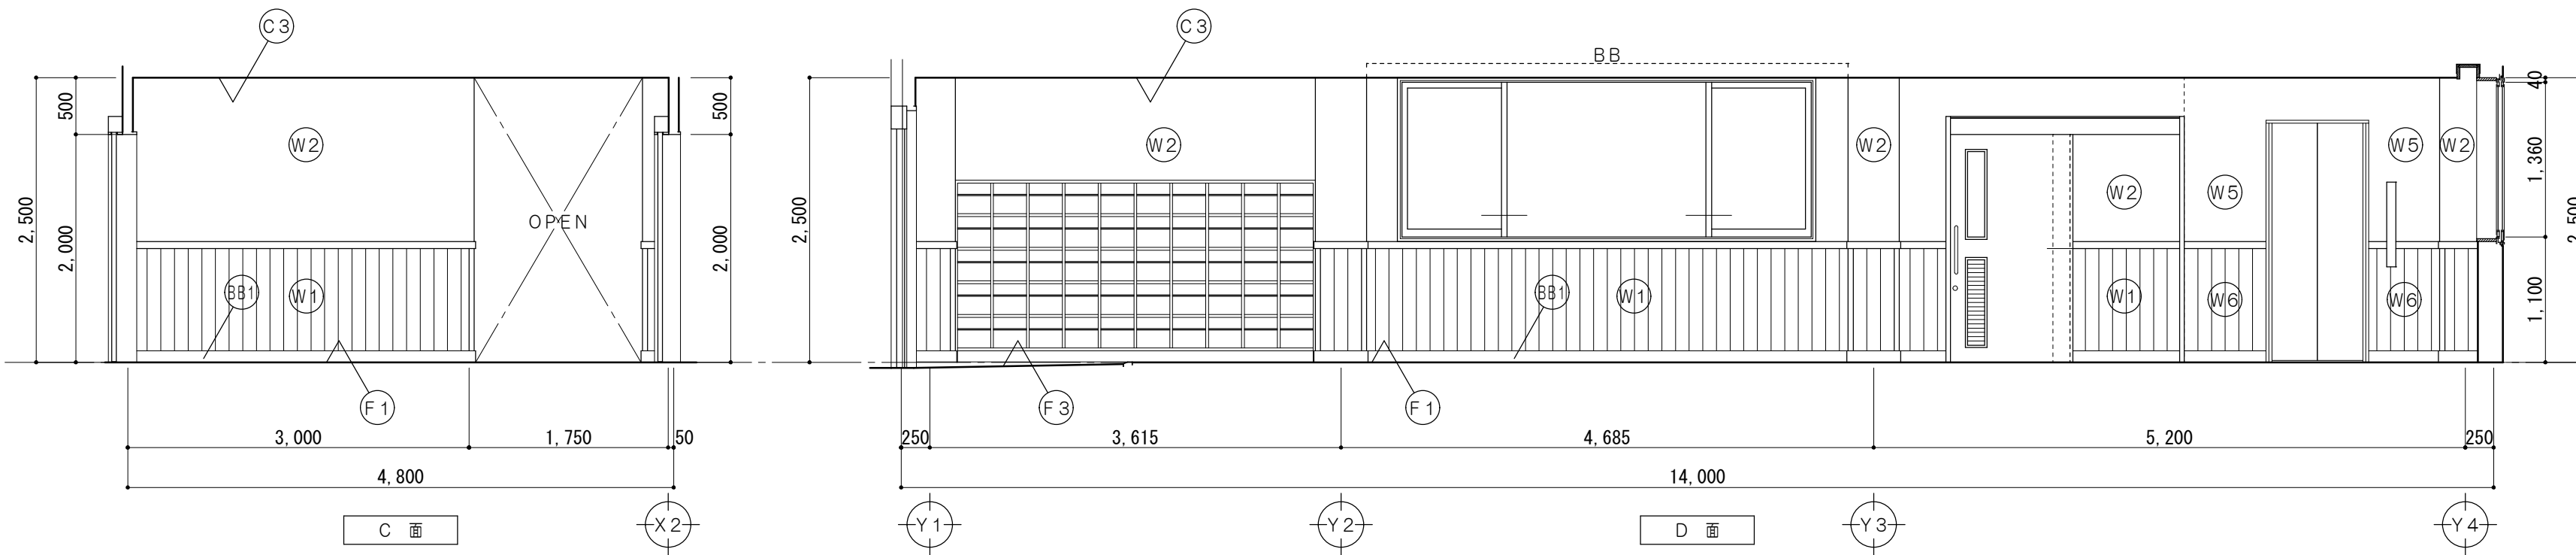 C3
C3
BB
500
500
40
W2
W2
W2
W5
W2
1,360
2,500
2,000
OPEN
2,000
2,500
W2
W5
2,500
BB1
W1
BB1
W1
W1
W6
W6
1,100
F1
F3
F1
3,000
1,750
50
250
3,615
4,685
5,200
250
4,800
14,000
C 面
X2
Y1
Y2
D 面
Y3
Y4